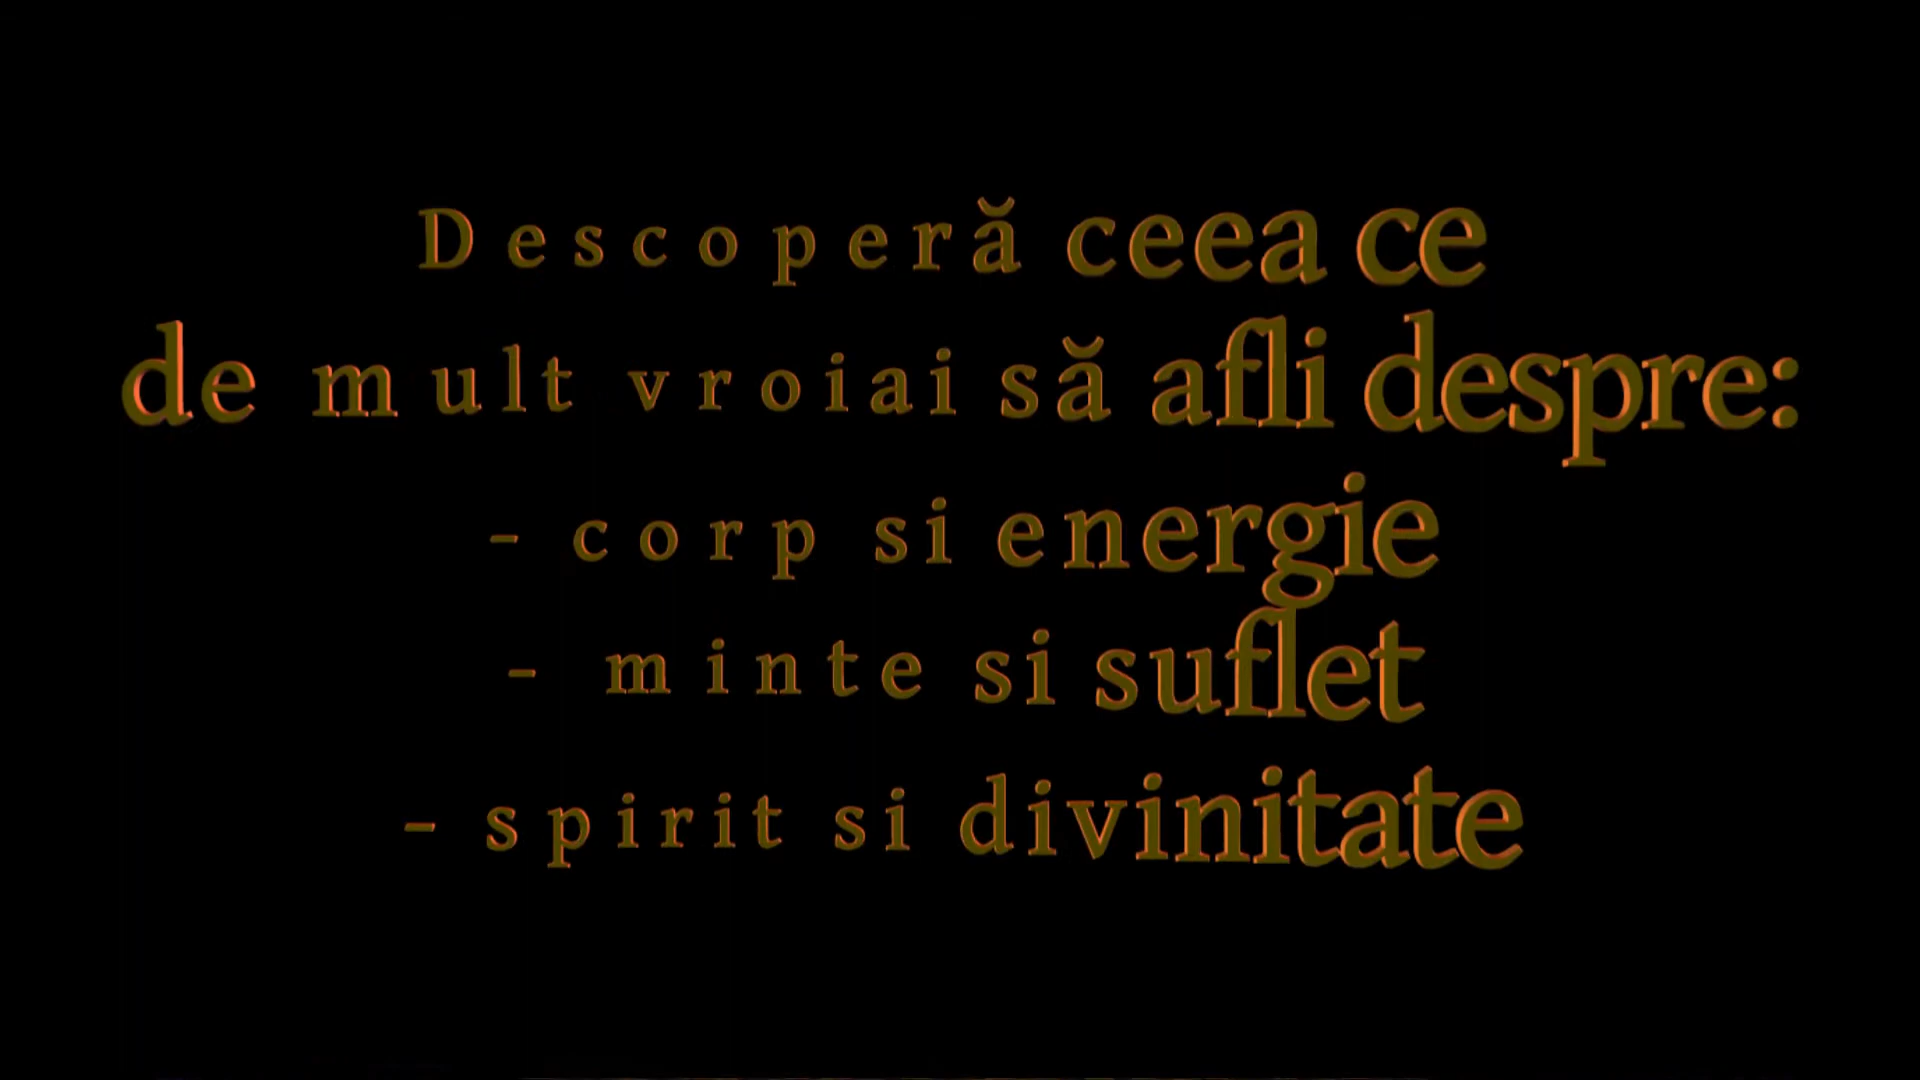 Descoperă ceea ce
de mult vroiai să afli despre:
- corp si energie
- minte si suflet
- spirit si divinitate